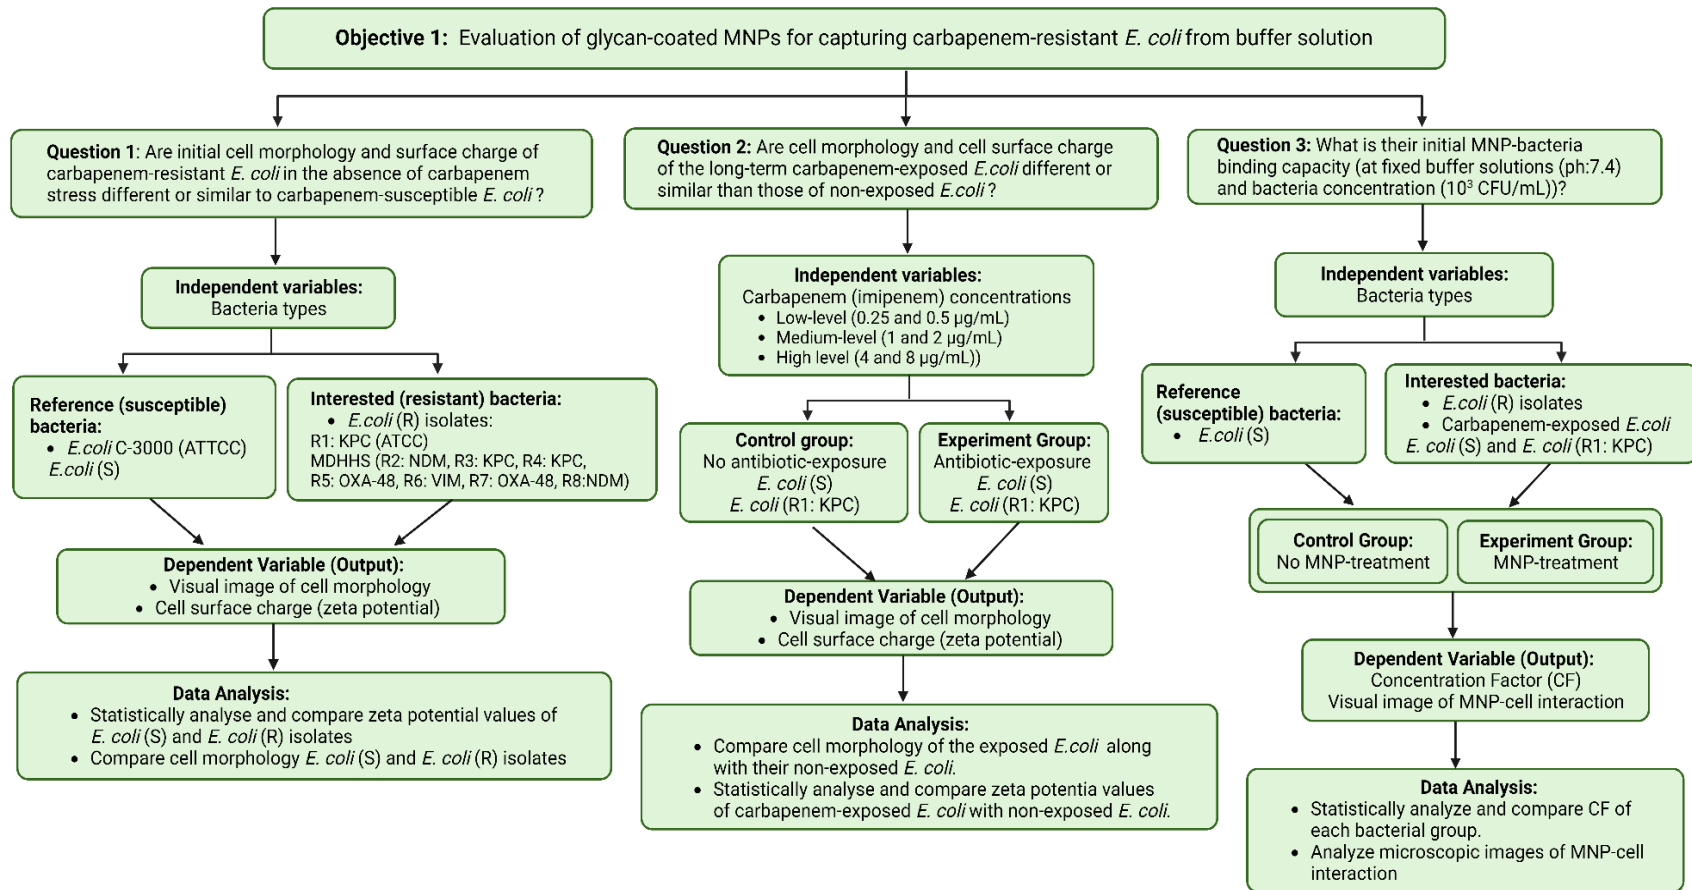 Objective 1: Evaluation of glycan-coated MNPs for capturing carbapenem-resistant E. coli from buffer solution
Question 1: Are initial cell morphology and surface charge of
carbapenem-resistant E. coli in the absence of carbapenem
stress different or similar to carbapenem-susceptible E. coli ?
Independent variables:
Bacteria types
Reference (susceptible)
bacteria:
• E.coli C-3000 (ATTCC)
E.coli (S)
Interested (resistant) bacteria:
• E.coli (R) isolates:
R1: KPC (ATCC)
MDHHS (R2: NDM, R3: KPC, R4: KPC,
R5: OXA-48, R6: VIM, R7: OXA-48, R8:NDM)
Dependent Variable (Output):
• Visual image of cell morphology
• Cell surface charge (zeta potential)
Data Analysis:
• Statistically analyse and compare zeta potential values of
E. coli (S) and E. coli (R) isolates
• Compare cell morphology E. coli (S) and E. coli (R) isolates
Question 2: Are cell morphology and cell surface charge
of the long-term carbapenem-exposed E.coli different or
similar than those of non-exposed E.coli ?
Independent variables:
Carbapenem (imipenem) concentrations
• Low-level (0.25 and 0.5 µg/mL)
• Medium-level (1 and 2 µg/mL)
• High level (4 and 8 µg/mL))
Control group:
No antibiotic-exposure
E. coli (S)
E. coli (R1: KPC)
Experiment Group:
Antibiotic-exposure
E. coli (S)
E. coli (R1: KPC)
Dependent Variable (Output):
• Visual image of cell morphology
• Cell surface charge (zeta potential)
Data Analysis:
• Compare cell morphology of the exposed E.coli along
with their non-exposed E. coli.
• Statistically analyse and compare zeta potentia values
of carbapenem-exposed E. coli with non-exposed E. coli.
Question 3: What is their initial MNP-bacteria
binding capacity (at fixed buffer solutions (ph:7.4)
and bacteria concentration (10³ CFU/mL))?
Independent variables:
Bacteria types
Reference
(susceptible) bacteria:
• E.coli (S)
Interested bacteria:
• E.coli (R) isolates
• Carbapenem-exposed E.coli
E. coli (S) and E. coli (R1: KPC)
Control Group:
No MNP-treatment
Experiment Group:
MNP-treatment
Dependent Variable (Output):
Concentration Factor (CF)
Visual image of MNP-cell interaction
Data Analysis:
• Statistically analyze and compare CF of
each bacterial group.
• Analyze microscopic images of MNP-cell
interaction